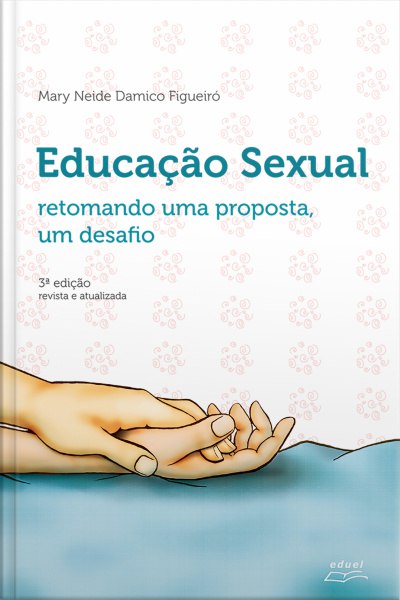 Mary Neide Damico Figueiró
Educação Sexual
retomando uma proposta,
um desafio
3ª edição
revista e atualizada
eduel